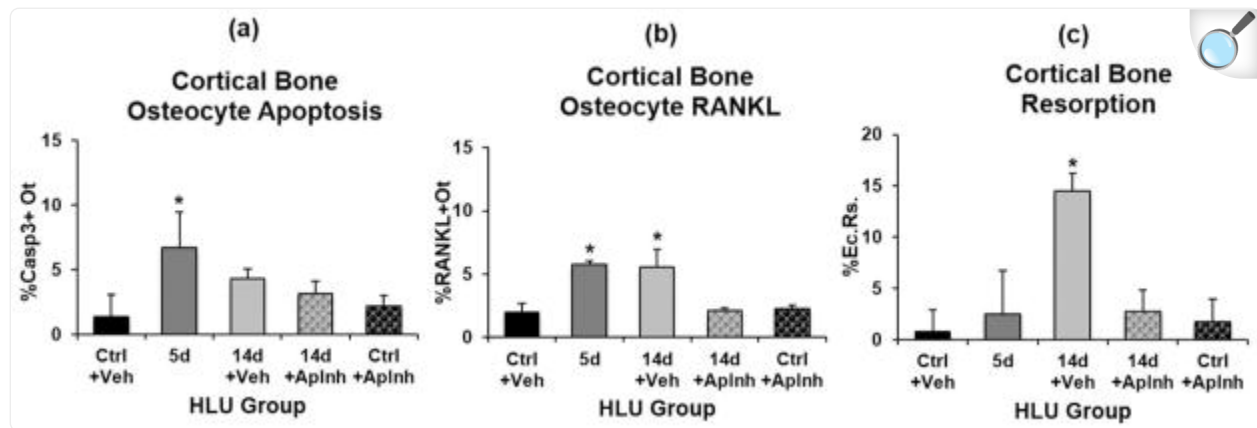 (a)
Cortical Bone
Osteocyte Apoptosis
%Casp3+ Ot
15
10
5
0
*
Ctrl
+Veh
5d
14d
+Veh
14d
+ApInh
Ctrl
+ApInh
HLU Group
(b)
Cortical Bone
Osteocyte RANKL
%RANKL+Ot
15
10
5
0
*
*
Ctrl
+Veh
5d
14d
+Veh
14d
+ApInh
Ctrl
+ApInh
HLU Group
(c)
Cortical Bone
Resorption
%Ec.Rs.
20
15
10
5
0
*
Ctrl
+Veh
5d
14d
+Veh
14d
+ApInh
Ctrl
+ApInh
HLU Group